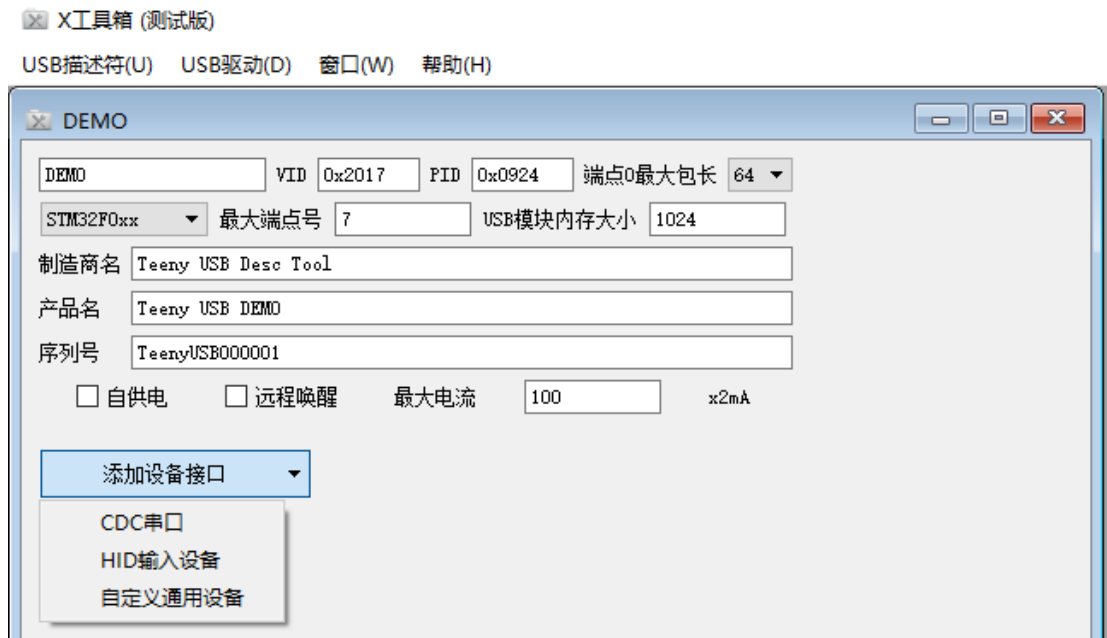 X工具箱 (测试版)
USB描述符(U) USB驱动(D) 窗口(W) 帮助(H)
DEMO
DEMO VID 0x2017 PID 0x0924 端点0最大包长 64
STM32F0xx 最大端点号 7 USB模块内存大小 1024
制造商名 Teeny USB Desc Tool
产品名 Teeny USB DEMO
序列号 TeenyUSB000001
自供电 远程唤醒 最大电流 100 x2mA
添加设备接口
CDC串口
HID输入设备
自定义通用设备